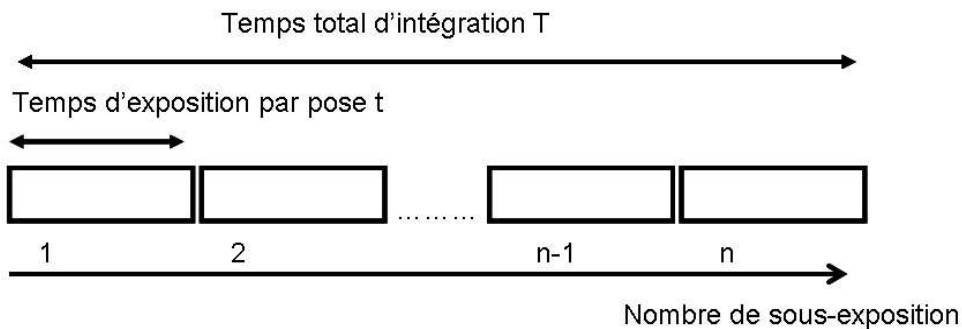 Temps total d'intégration T
Temps d'exposition par pose t
………
1 2 n-1 n
Nombre de sous-exposition